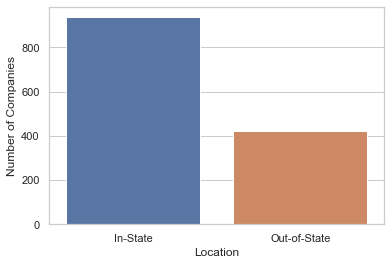 Number of Companies
800
600
400
200
0
In-State
Out-of-State
Location